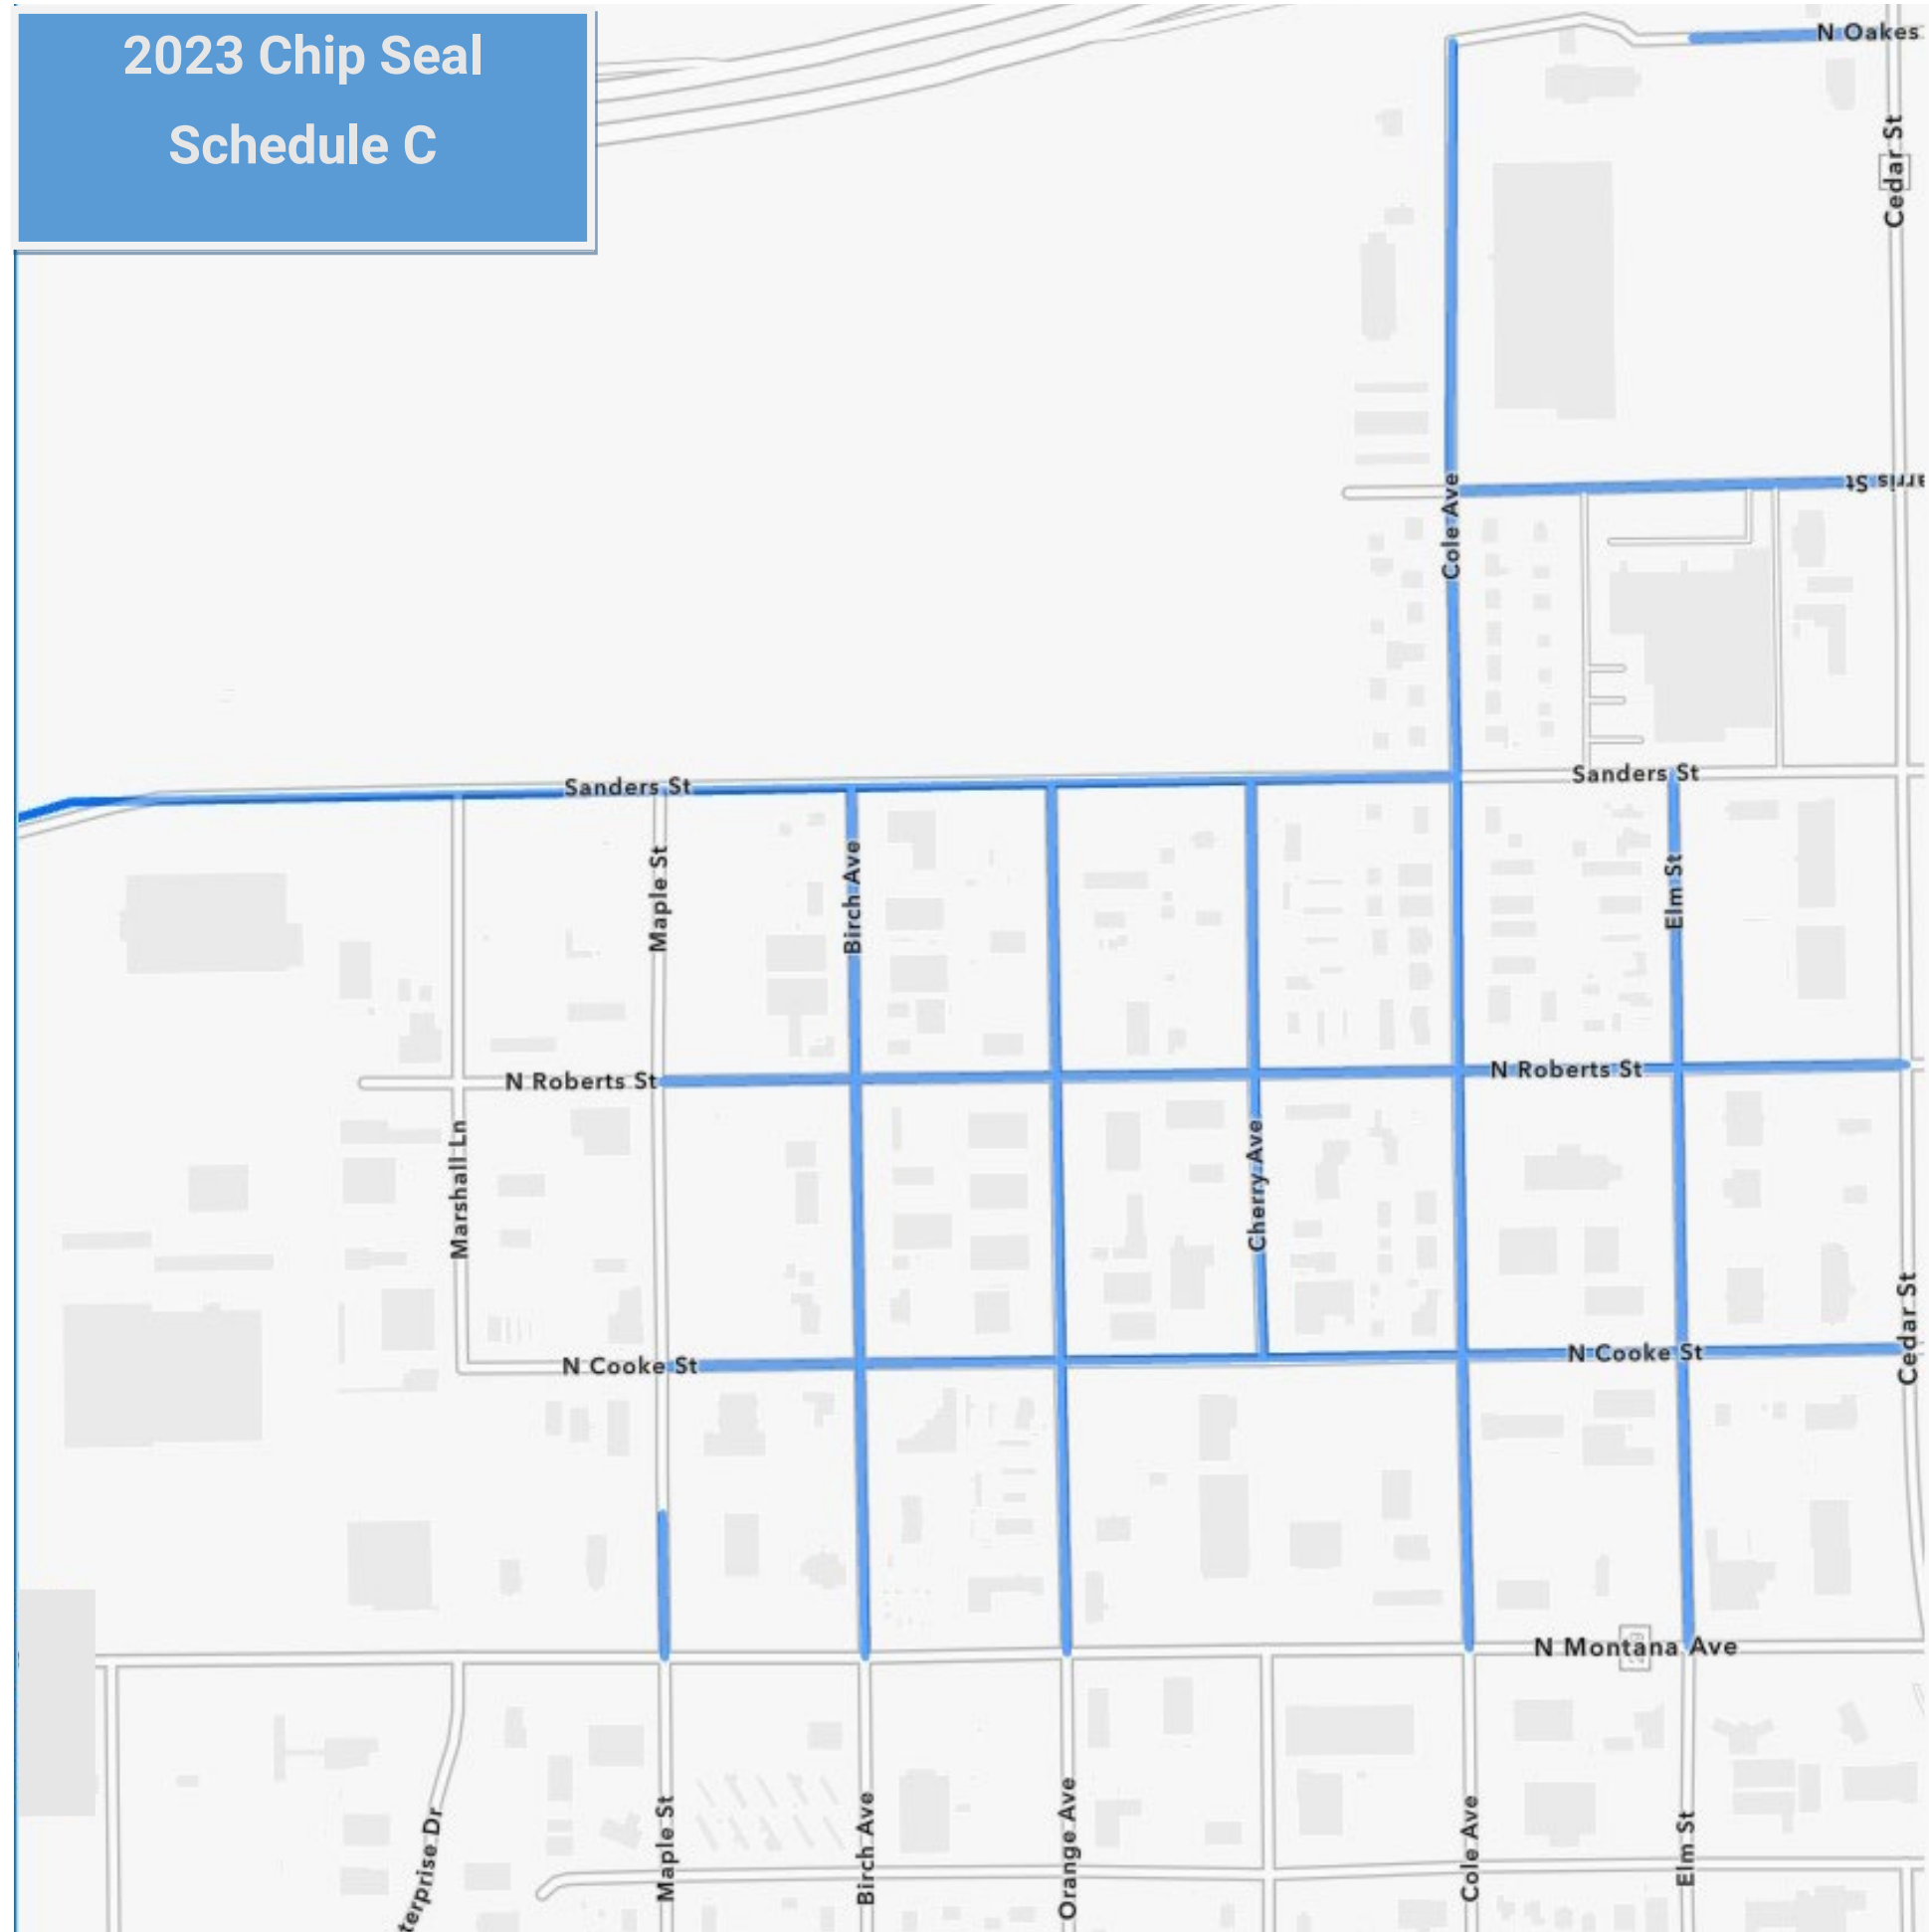 2023 Chip Seal
Schedule C
N Oakes
Cedar St
Cole Ave
Sanders St
Sanders St
Maple St
Birch Ave
Elm St
N Roberts St
N Roberts St
Marshall Ln
Cherry Ave
Cedar St
N Cooke St
N Cooke St
N Montana Ave
terprise Dr
Maple St
Birch Ave
Orange Ave
Cole Ave
Elm St